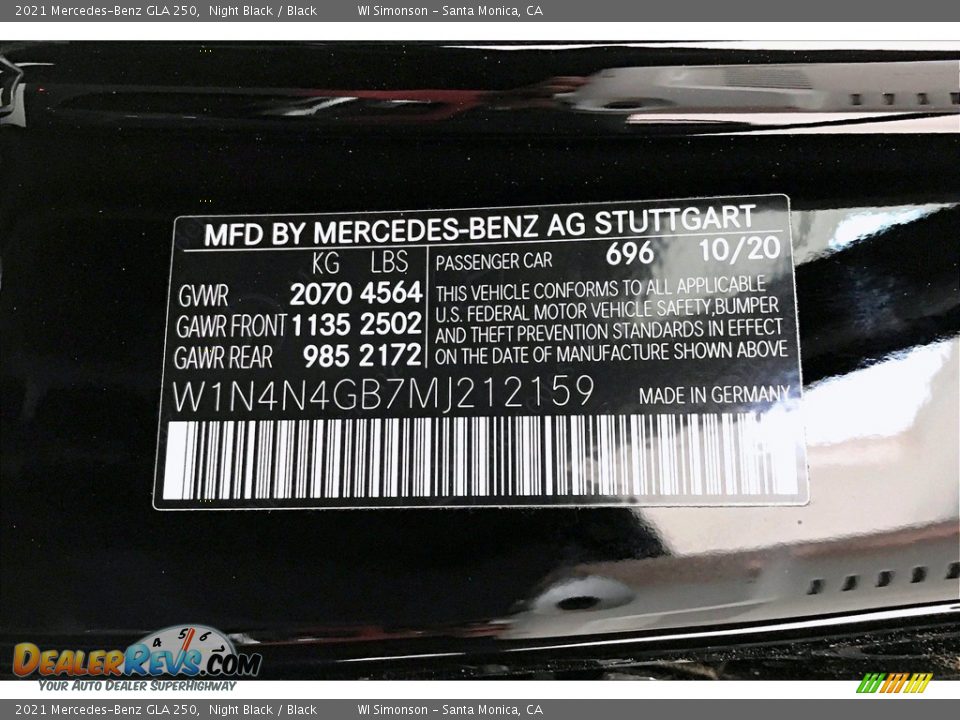 2021 Mercedes-Benz GLA 250, Night Black / Black WI Simonson - Santa Monica, CA
MFD BY MERCEDES-BENZ AG STUTTGART
KG LBS
GWWR 2070 4564
GAWR FRONT 1135 2502
GAWR REAR 985 2172
PASSENGER CAR 696 10/20
THIS VEHICLE CONFORMS TO ALL APPLICABLE
U.S. FEDERAL MOTOR VEHICLE SAFETY,BUMPER
AND THEFT PREVENTION STANDARDS IN EFFECT
ON THE DATE OF MANUFACTURE SHOWN ABOVE
W1N4N4GB7MJ212159 MADE IN GERMANY
4 5 6
DEALERREVS.COM
YOUR AUTO DEALER SUPERHIGHWAY
2021 Mercedes-Benz GLA 250, Night Black / Black WI Simonson - Santa Monica, CA